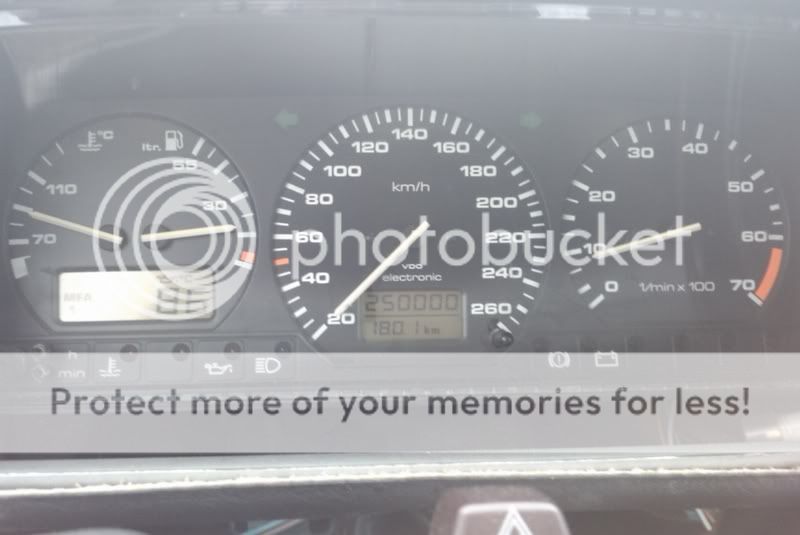 °C
ltr.
55
110
30
70
MFA
h
min
140
120
160
100
180
km/h
80
200
60
220
VDO
electronic
40
240
20
260
250000
180.1 km
30
40
20
50
10
60
0
1/min x 100
70
photobucket
Protect more of your memories for less!